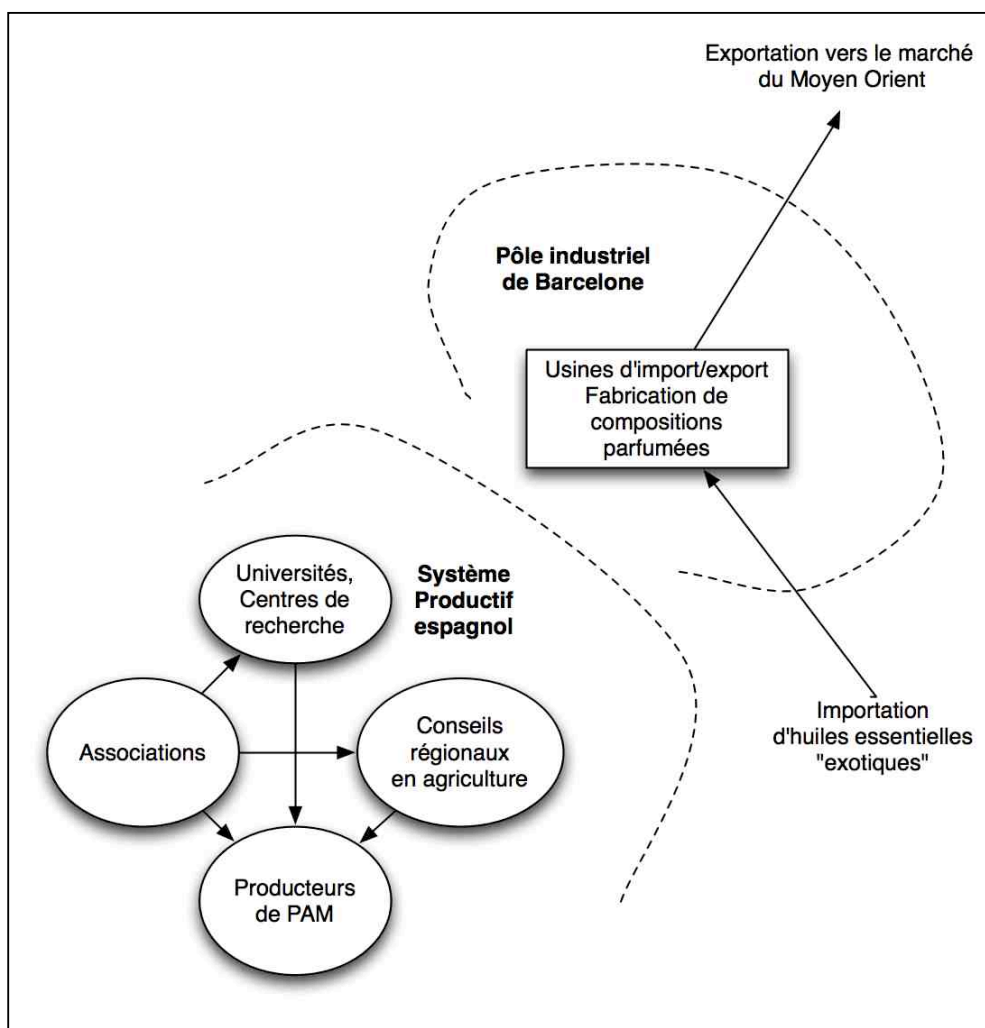 Exportation vers le marché
du Moyen Orient
Pôle industriel
de Barcelone
Usines d'import/export
Fabrication de
compositions
parfumées
Universités,
Centres de
recherche
Système
Productif
espagnol
Associations
Conseils
régionaux
en agriculture
Importation
d'huiles essentielles
"exotiques"
Producteurs
de PAM